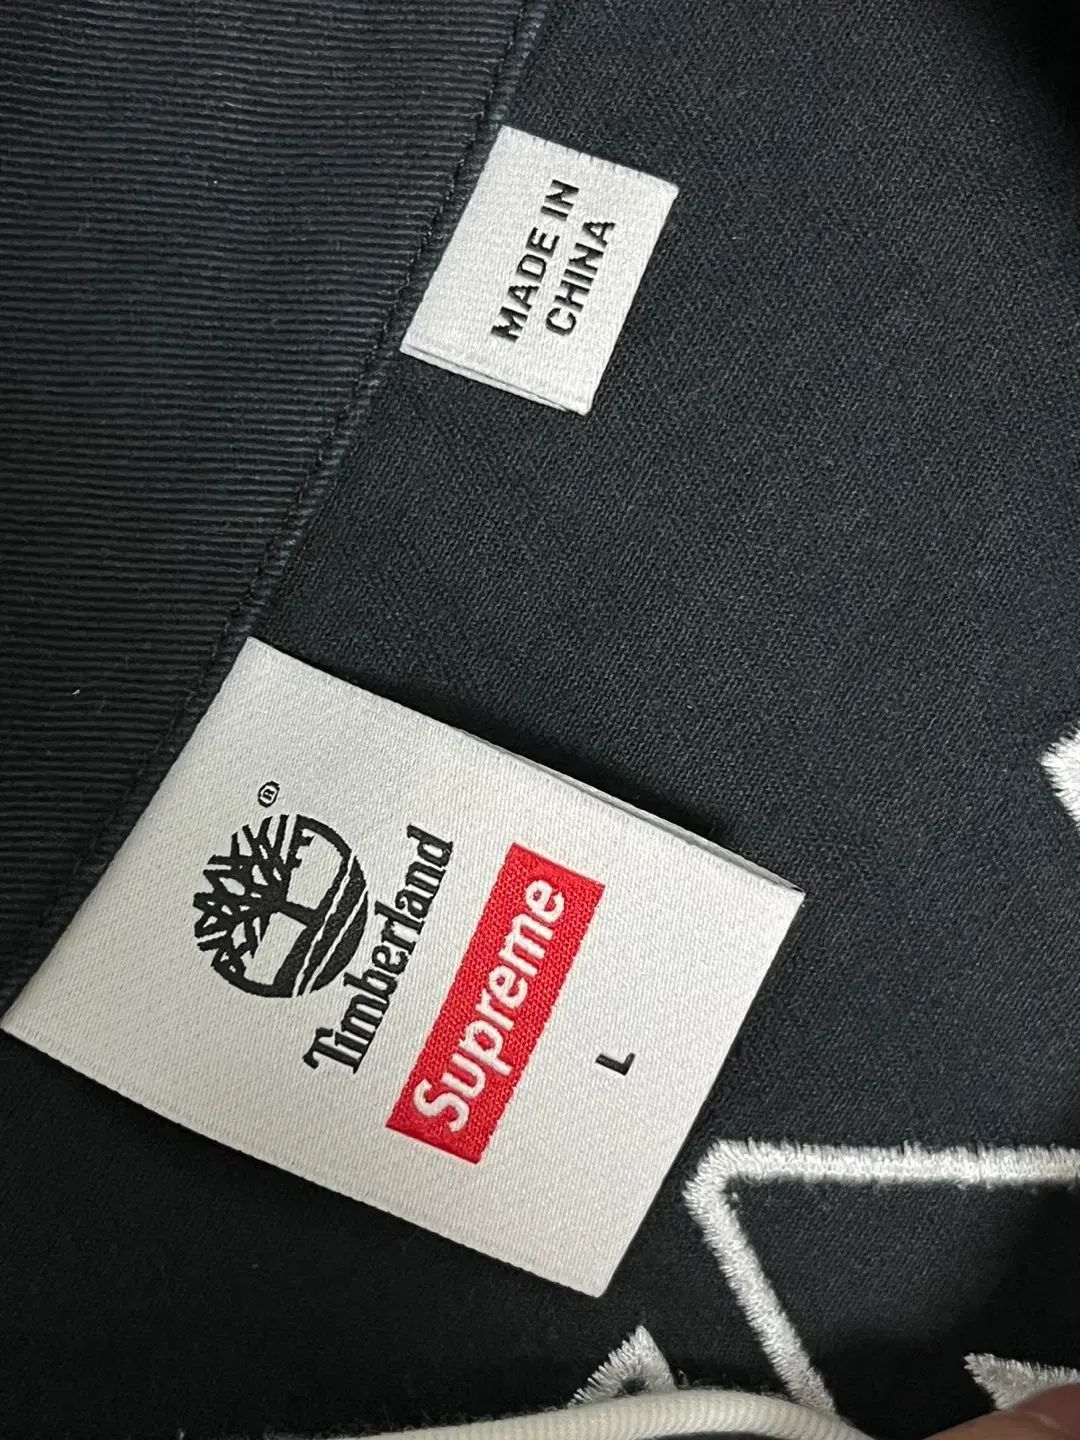 MADE IN
CHINA
®
Timberland
Supreme
L